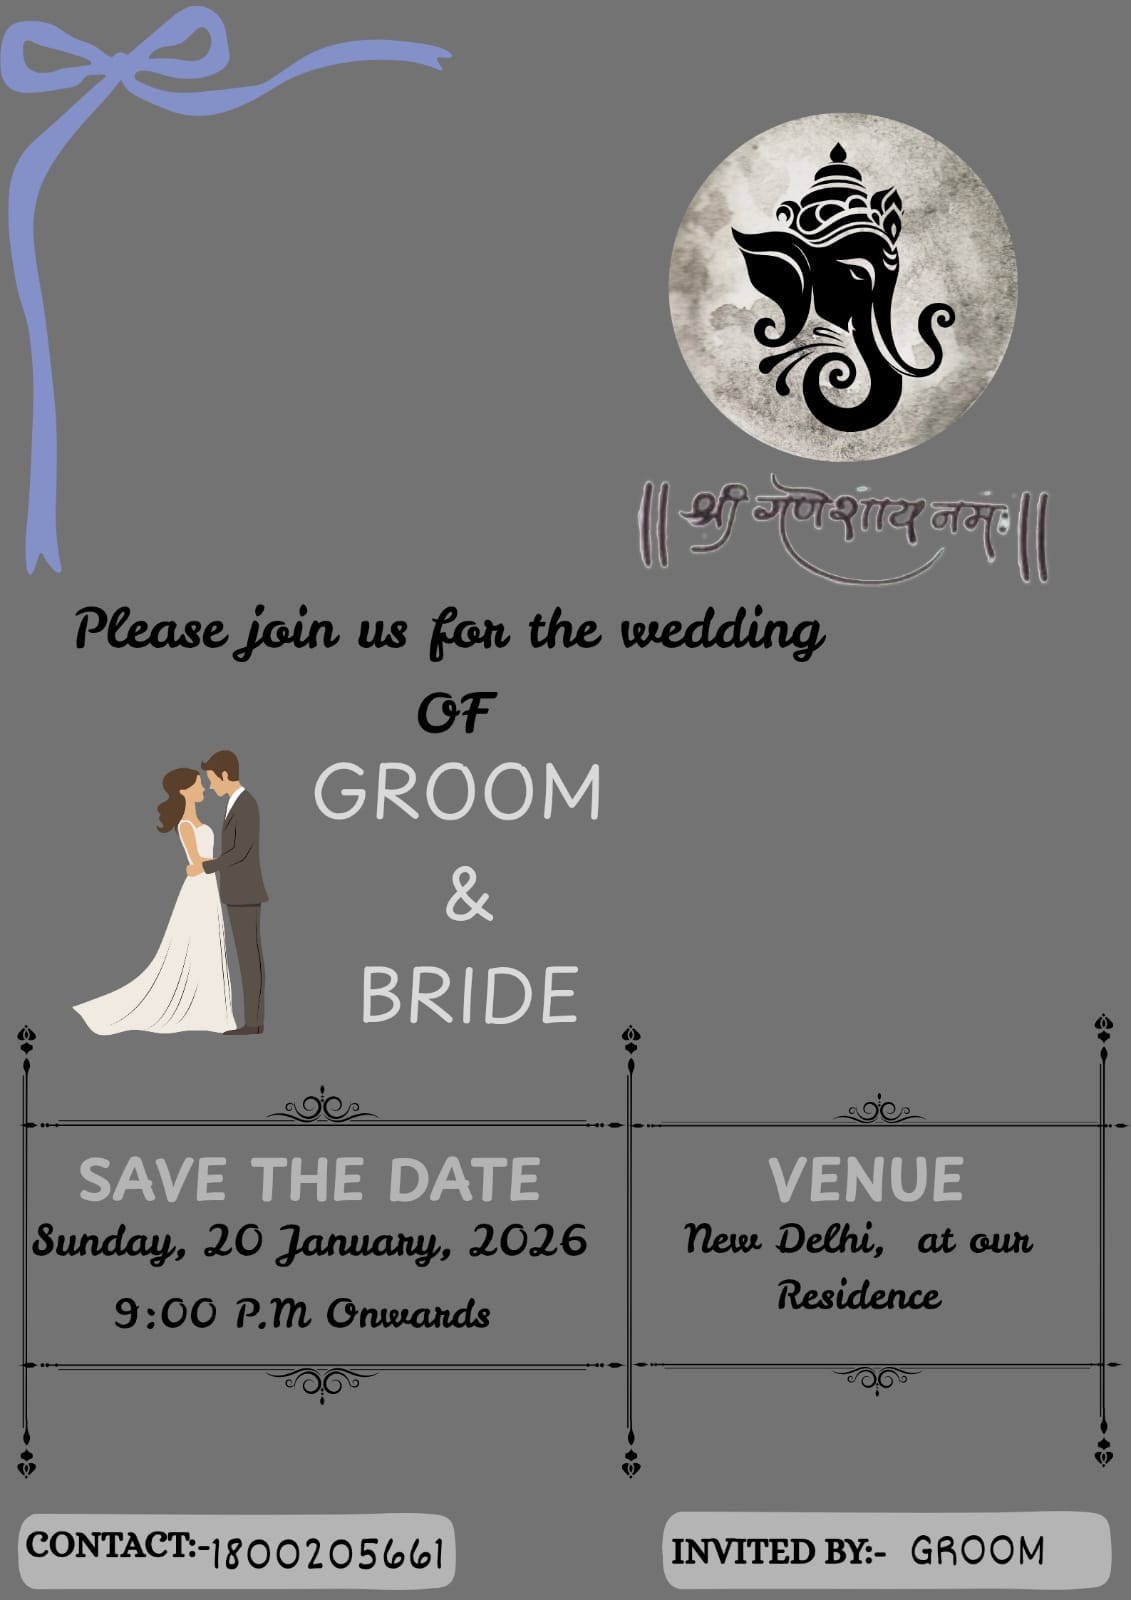 || श्री गणेशाय नमः ||
Please join us for the wedding
OF
GROOM
&
BRIDE
SAVE THE DATE
Sunday, 20 January, 2026
9:00 P.M Onwards
VENUE
New Delhi, at our
Residence
CONTACT:-1800205661
INVITED BY:- GROOM